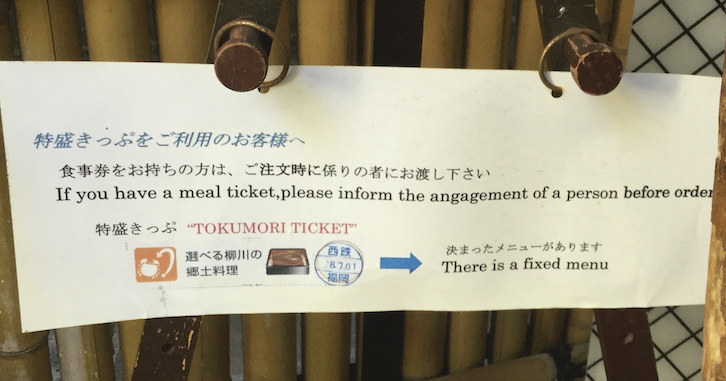 特盛きっぷをご利用のお客様へ
食事券をお持ちの方は、ご注文時に係りの者にお渡し下さい
If you have a meal ticket,please inform the angagement of a person before order
特盛きっぷ “TOKUMORI TICKET”
選べる柳川の
郷土料理
西鉄
8.7.01
福岡
決まったメニューがあります
There is a fixed menu